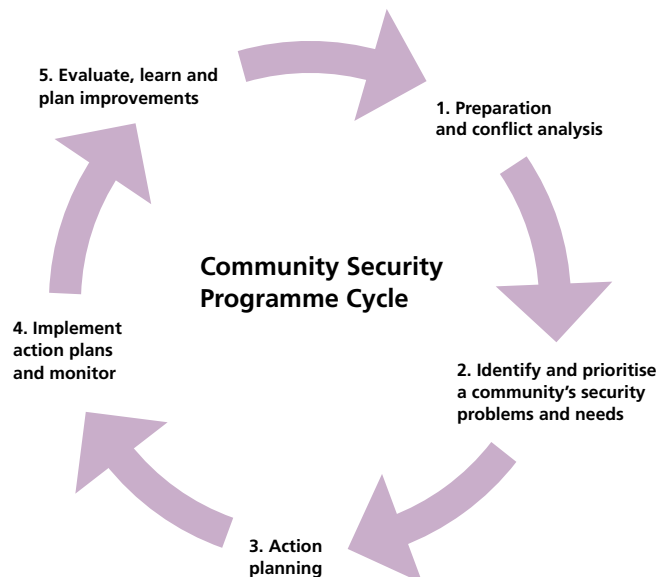 Community Security
Programme Cycle
1. Preparation
and conflict analysis
2. Identify and prioritise
a community’s security
problems and needs
3. Action
planning
4. Implement
action plans
and monitor
5. Evaluate, learn and
plan improvements